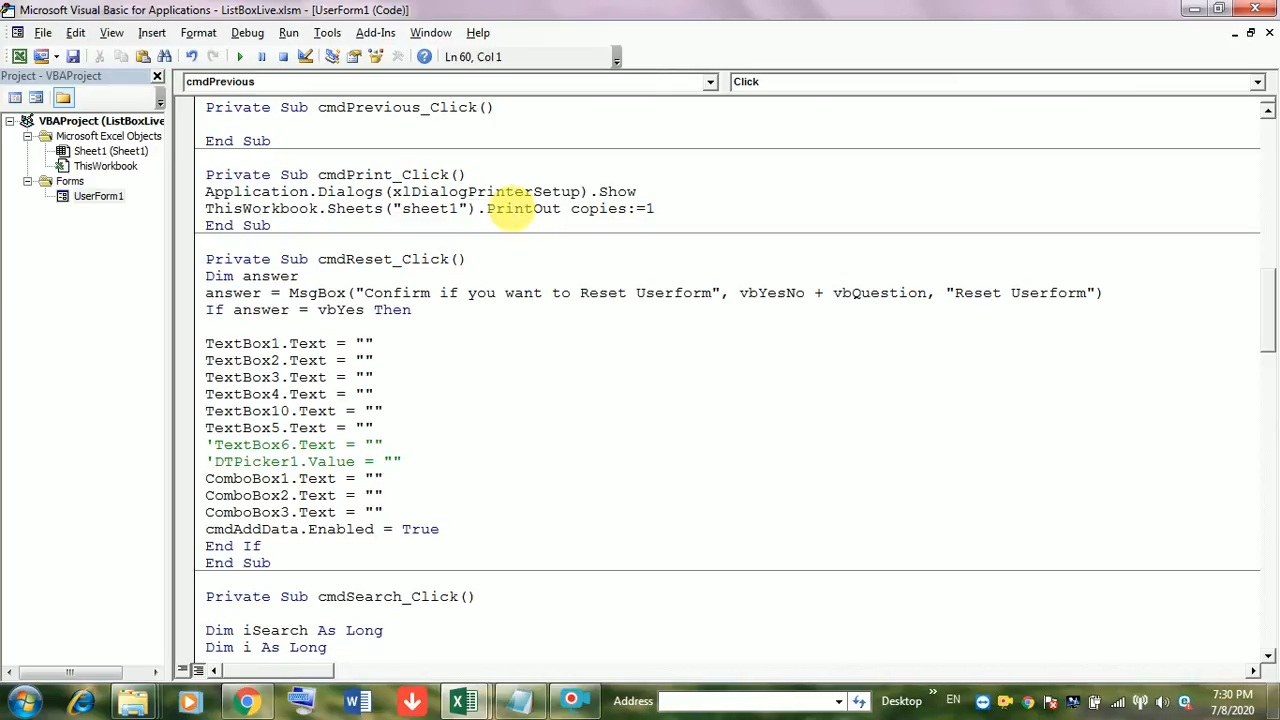 Microsoft Visual Basic for Applications - ListBoxLive.xlsm - [UserForm1 (Code)]
File Edit View Insert Format Debug Run Tools Add-Ins Window Help
Ln 60, Col 1
Project - VBAProject
cmdPrevious
Click
VBAProject (ListBoxLive
Microsoft Excel Objects
Sheet1 (Sheet1)
ThisWorkbook
Forms
UserForm1
Private Sub cmdPrevious_Click()
End Sub
Private Sub cmdPrint_Click()
Application.Dialogs(xlDialogPrinterSetup).Show
ThisWorkbook.Sheets("sheet1").PrintOut copies:=1
End Sub
Private Sub cmdReset_Click()
Dim answer
answer = MsgBox("Confirm if you want to Reset Userform", vbYesNo + vbQuestion, "Reset Userform")
If answer = vbYes Then
TextBox1.Text = ""
TextBox2.Text = ""
TextBox3.Text = ""
TextBox4.Text = ""
TextBox10.Text = ""
TextBox5.Text = ""
'TextBox6.Text = ""
'DTPicker1.Value = ""
ComboBox1.Text = ""
ComboBox2.Text = ""
ComboBox3.Text = ""
cmdAddData.Enabled = True
End If
End Sub
Private Sub cmdSearch_Click()
Dim iSearch As Long
Dim i As Long
Address
Desktop
EN
7:30 PM
7/8/2020